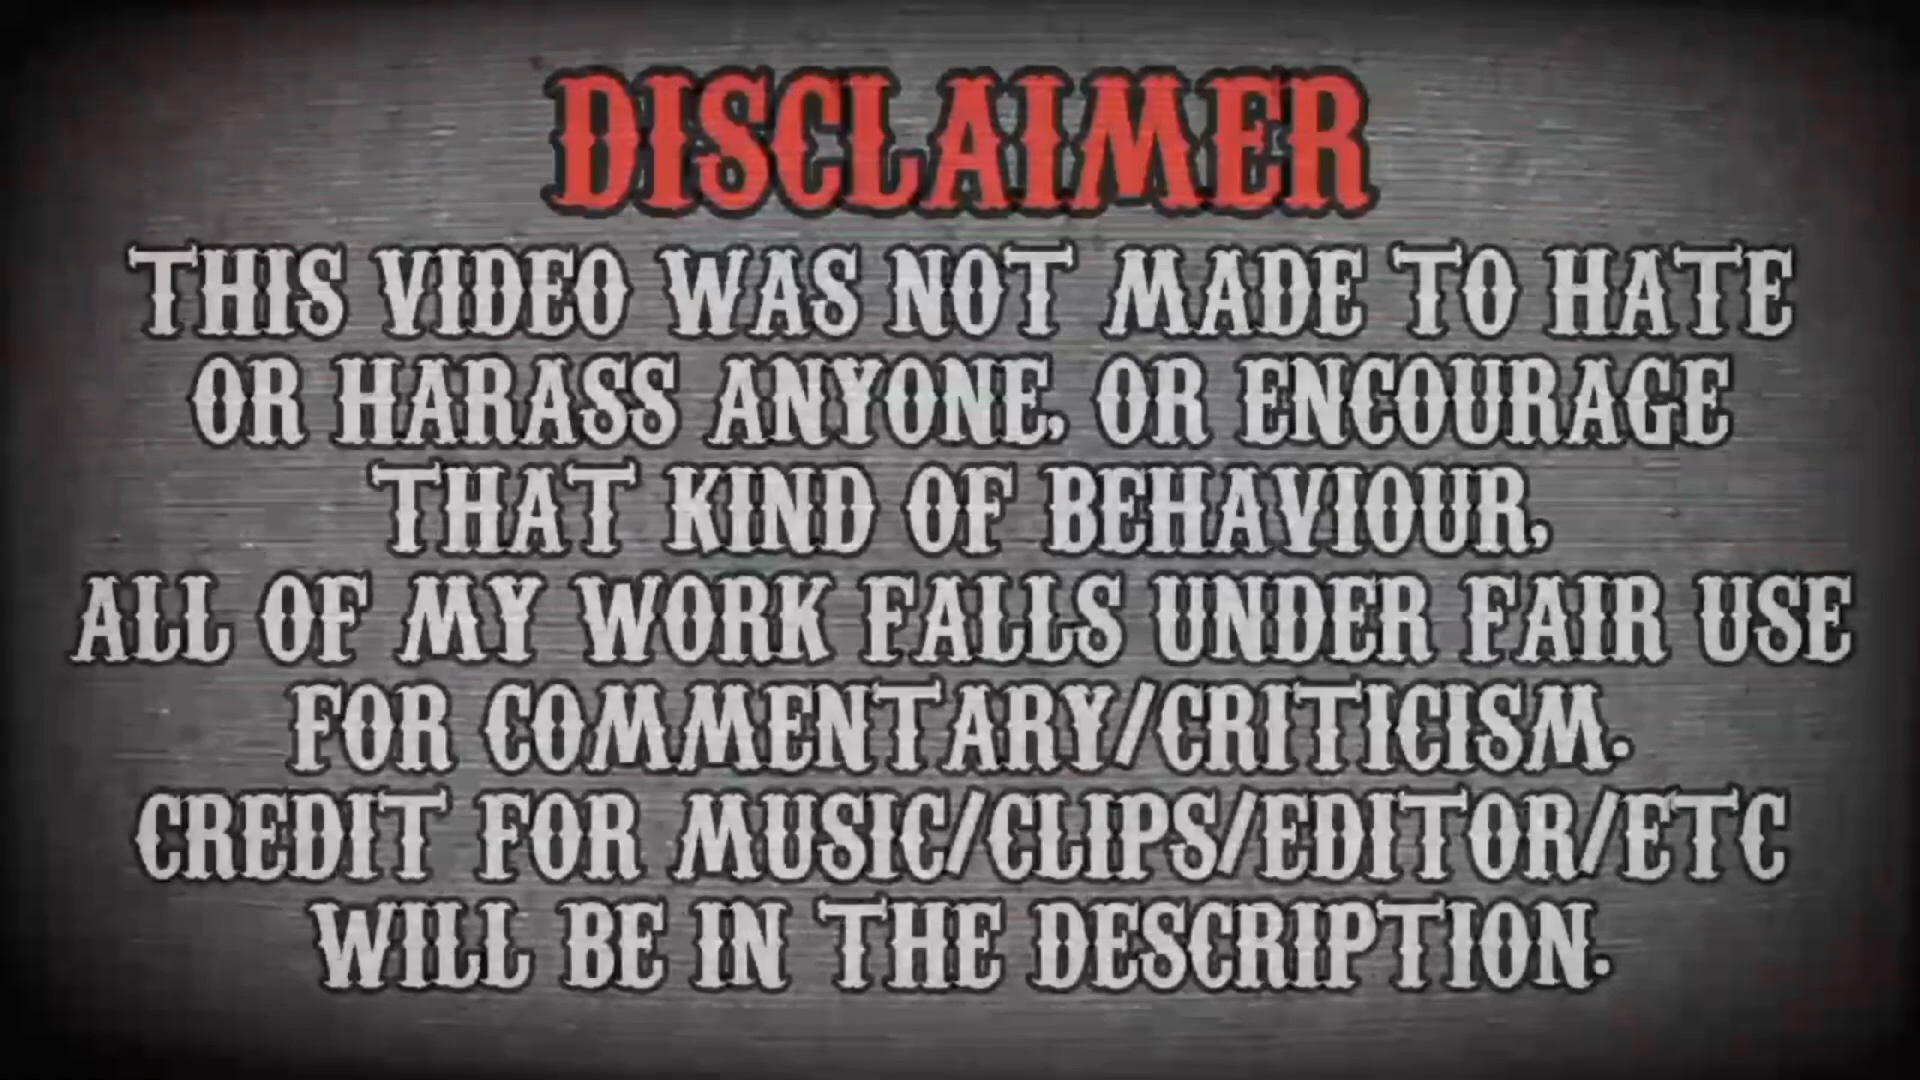 DISCLAIMER
THIS VIDEO WAS NOT MADE TO HATE
OR HARASS ANYONE, OR ENCOURAGE
THAT KIND OF BEHAVIOUR,
ALL OF MY WORK FALLS UNDER FAIR USE
FOR COMMENTARY/CRITICISM.
CREDIT FOR MUSIC/CLIPS/EDITOR/ETC
WILL BE IN THE DESCRIPTION.